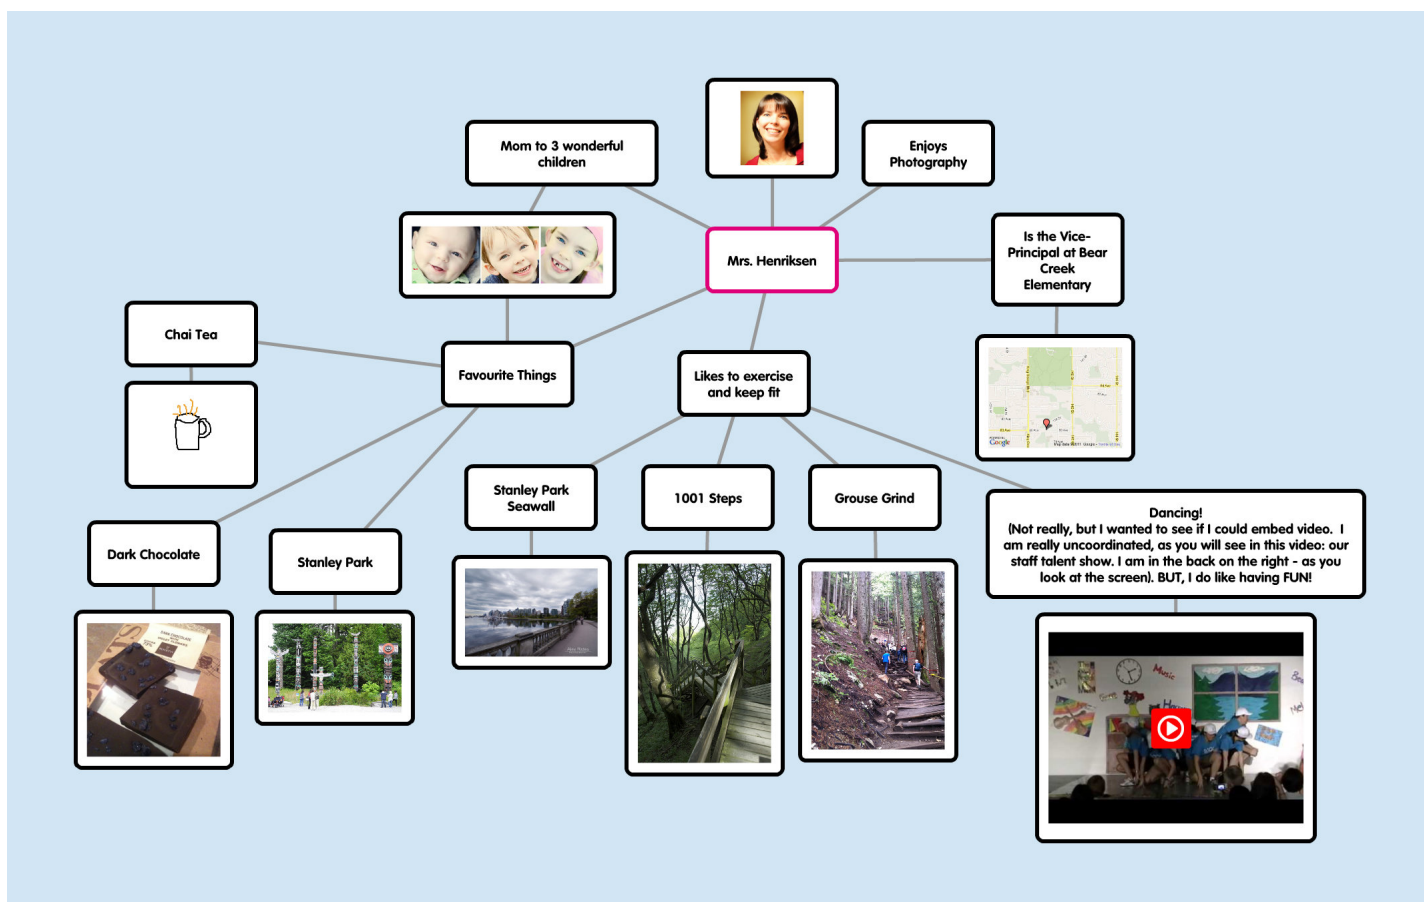 Mom to 3 wonderful
children
Enjoys
Photography
Mrs. Henriksen
Is the Vice-
Principal at Bear
Creek
Elementary
Chai Tea
Favourite Things
Likes to exercise
and keep fit
Google
Stanley Park
Seawall
1001 Steps
Grouse Grind
Dancing!
(Not really, but I wanted to see if I could embed video. I
am really uncoordinated, as you will see in this video: our
staff talent show. I am in the back on the right - as you
look at the screen). BUT, I do like having FUN!
Dark Chocolate
Stanley Park
Music